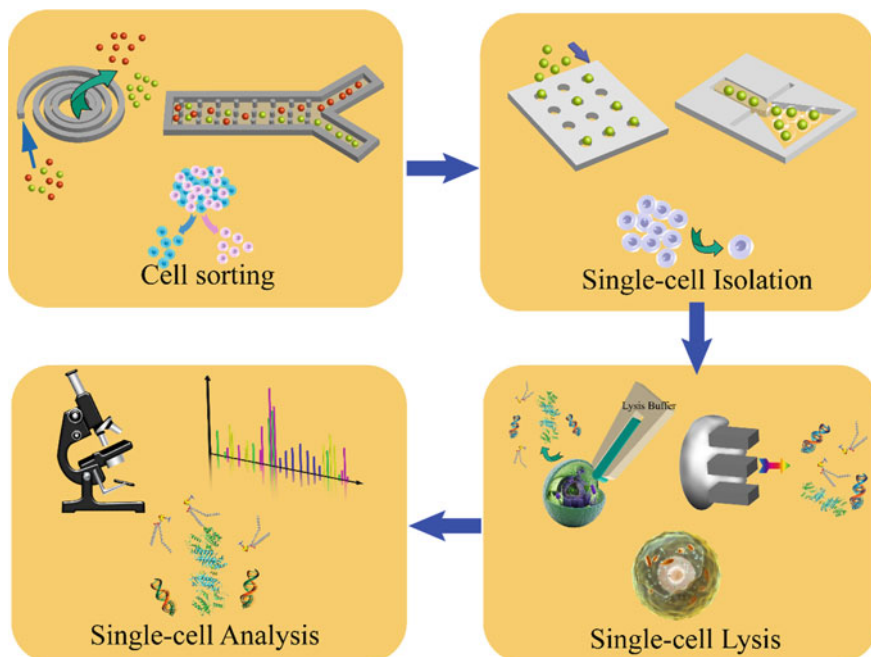 Cell sorting
Single-cell Isolation
Lysis Buffer
Single-cell Lysis
Single-cell Analysis